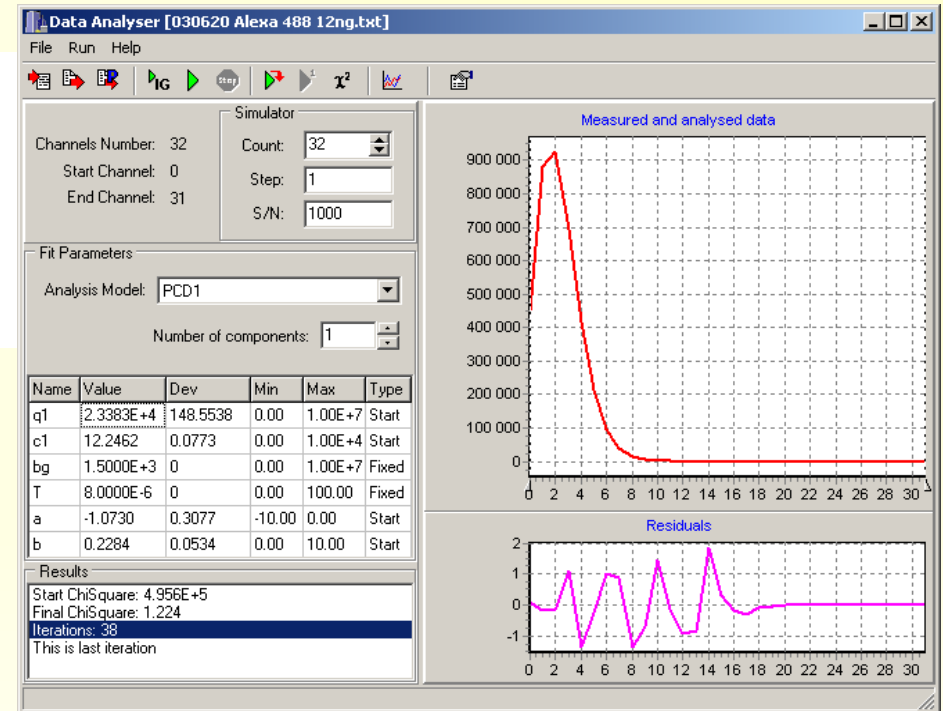 Data Analyser [030620 Alexa 488 12ng.txt]
File Run Help
IG Stop 1 χ²
Channels Number: 32
Start Channel: 0
End Channel: 31
Simulator
Count: 32
Step: 1
S/N: 1000
Fit Parameters
Analysis Model: PCD1
Number of components: 1
Name Value Dev Min Max Type
q1 2.3383E+4 148.5538 0.00 1.00E+7 Start
c1 12.2462 0.0773 0.00 1.00E+4 Start
bg 1.5000E+3 0 0.00 1.00E+7 Fixed
T 8.0000E-6 0 0.00 100.00 Fixed
a -1.0730 0.3077 -10.00 0.00 Start
b 0.2284 0.0534 0.00 10.00 Start
Results
Start ChiSquare: 4.956E+5
Final ChiSquare: 1.224
Iterations: 38
This is last iteration
Measured and analysed data
900 000
800 000
700 000
600 000
500 000
400 000
300 000
200 000
100 000
0
0 2 4 6 8 10 12 14 16 18 20 22 24 26 28 30
Residuals
2
1
0
-1
0 2 4 6 8 10 12 14 16 18 20 22 24 26 28 30